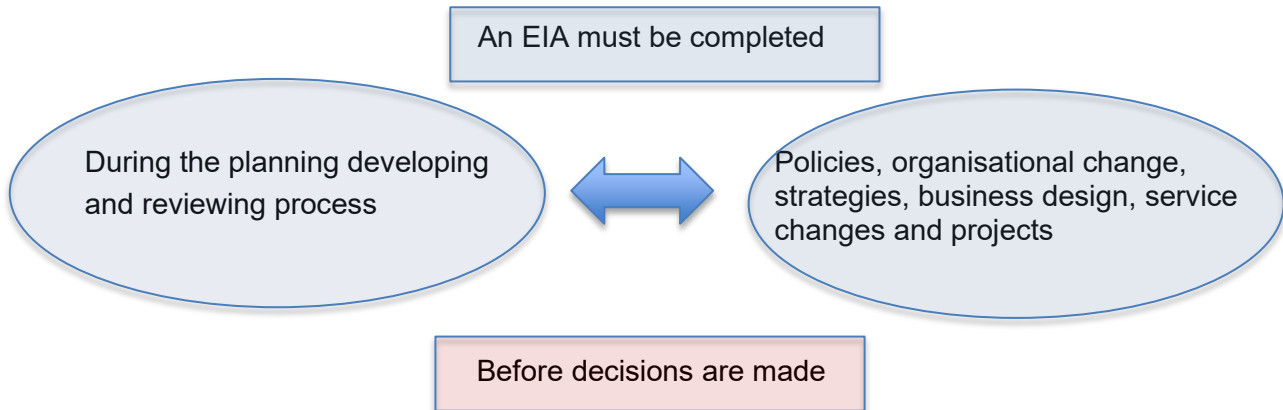 An EIA must be completed
During the planning developing
and reviewing process
Policies, organisational change,
strategies, business design, service
changes and projects
Before decisions are made